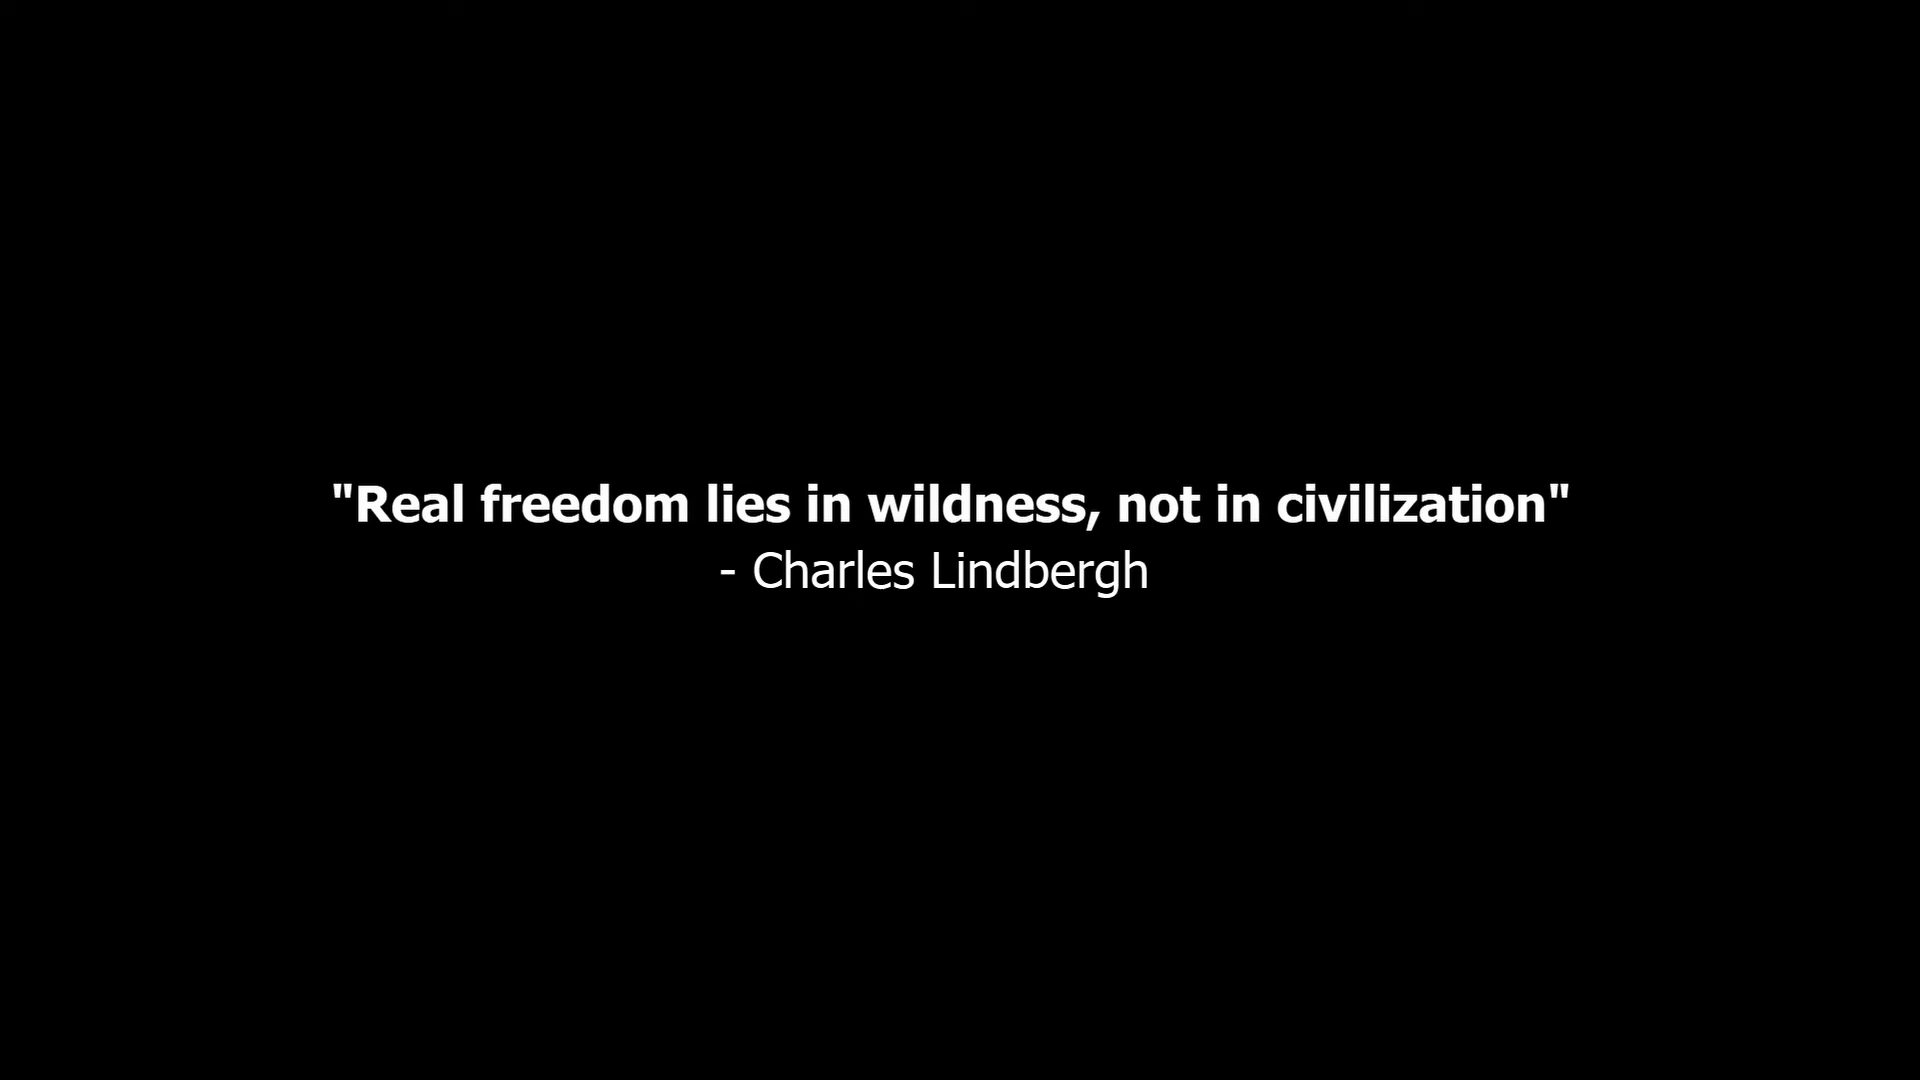 "Real freedom lies in wildness, not in civilization"
- Charles Lindbergh